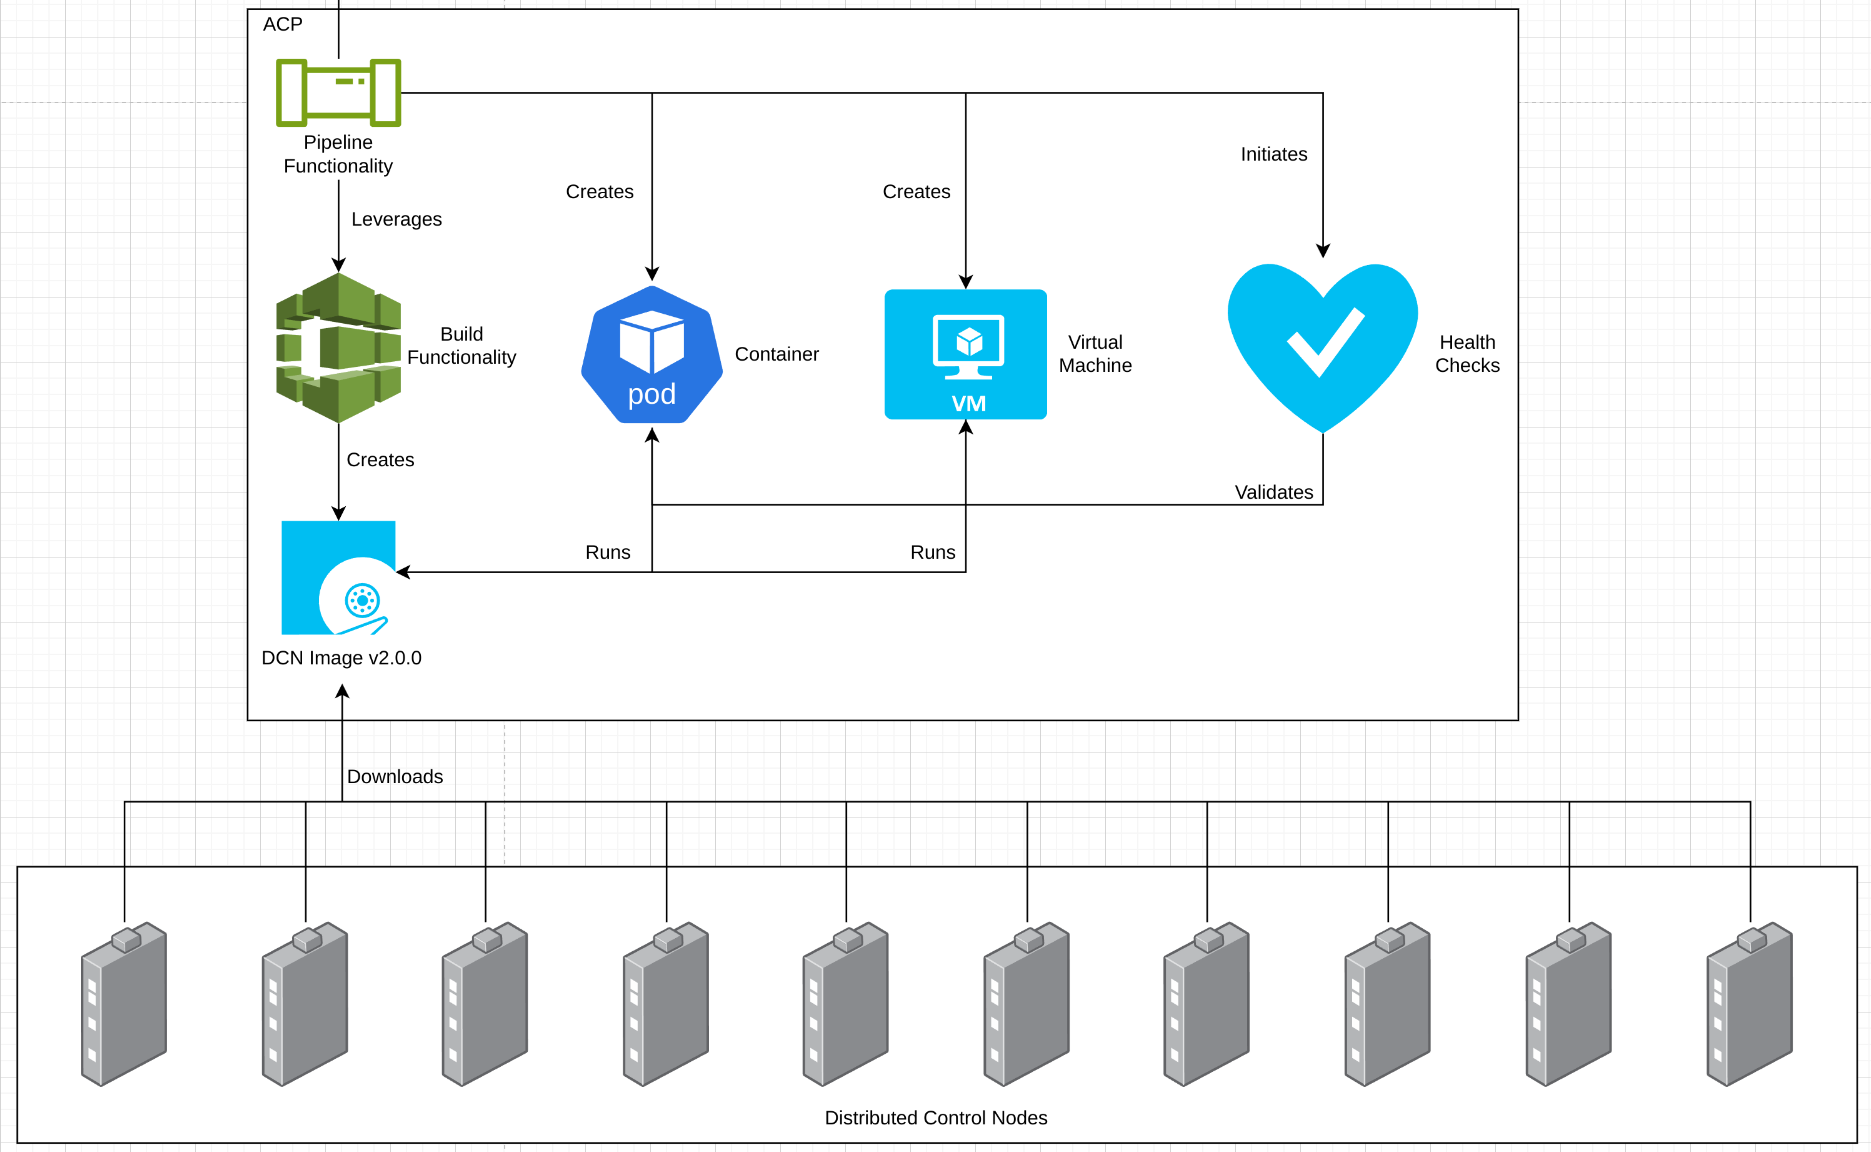 ACP
Pipeline
Functionality
Initiates
Creates
Creates
Leverages
Build
Functionality
pod
Container
VM
Virtual
Machine
Health
Checks
Creates
Validates
Runs
Runs
DCN Image v2.0.0
Downloads
Distributed Control Nodes